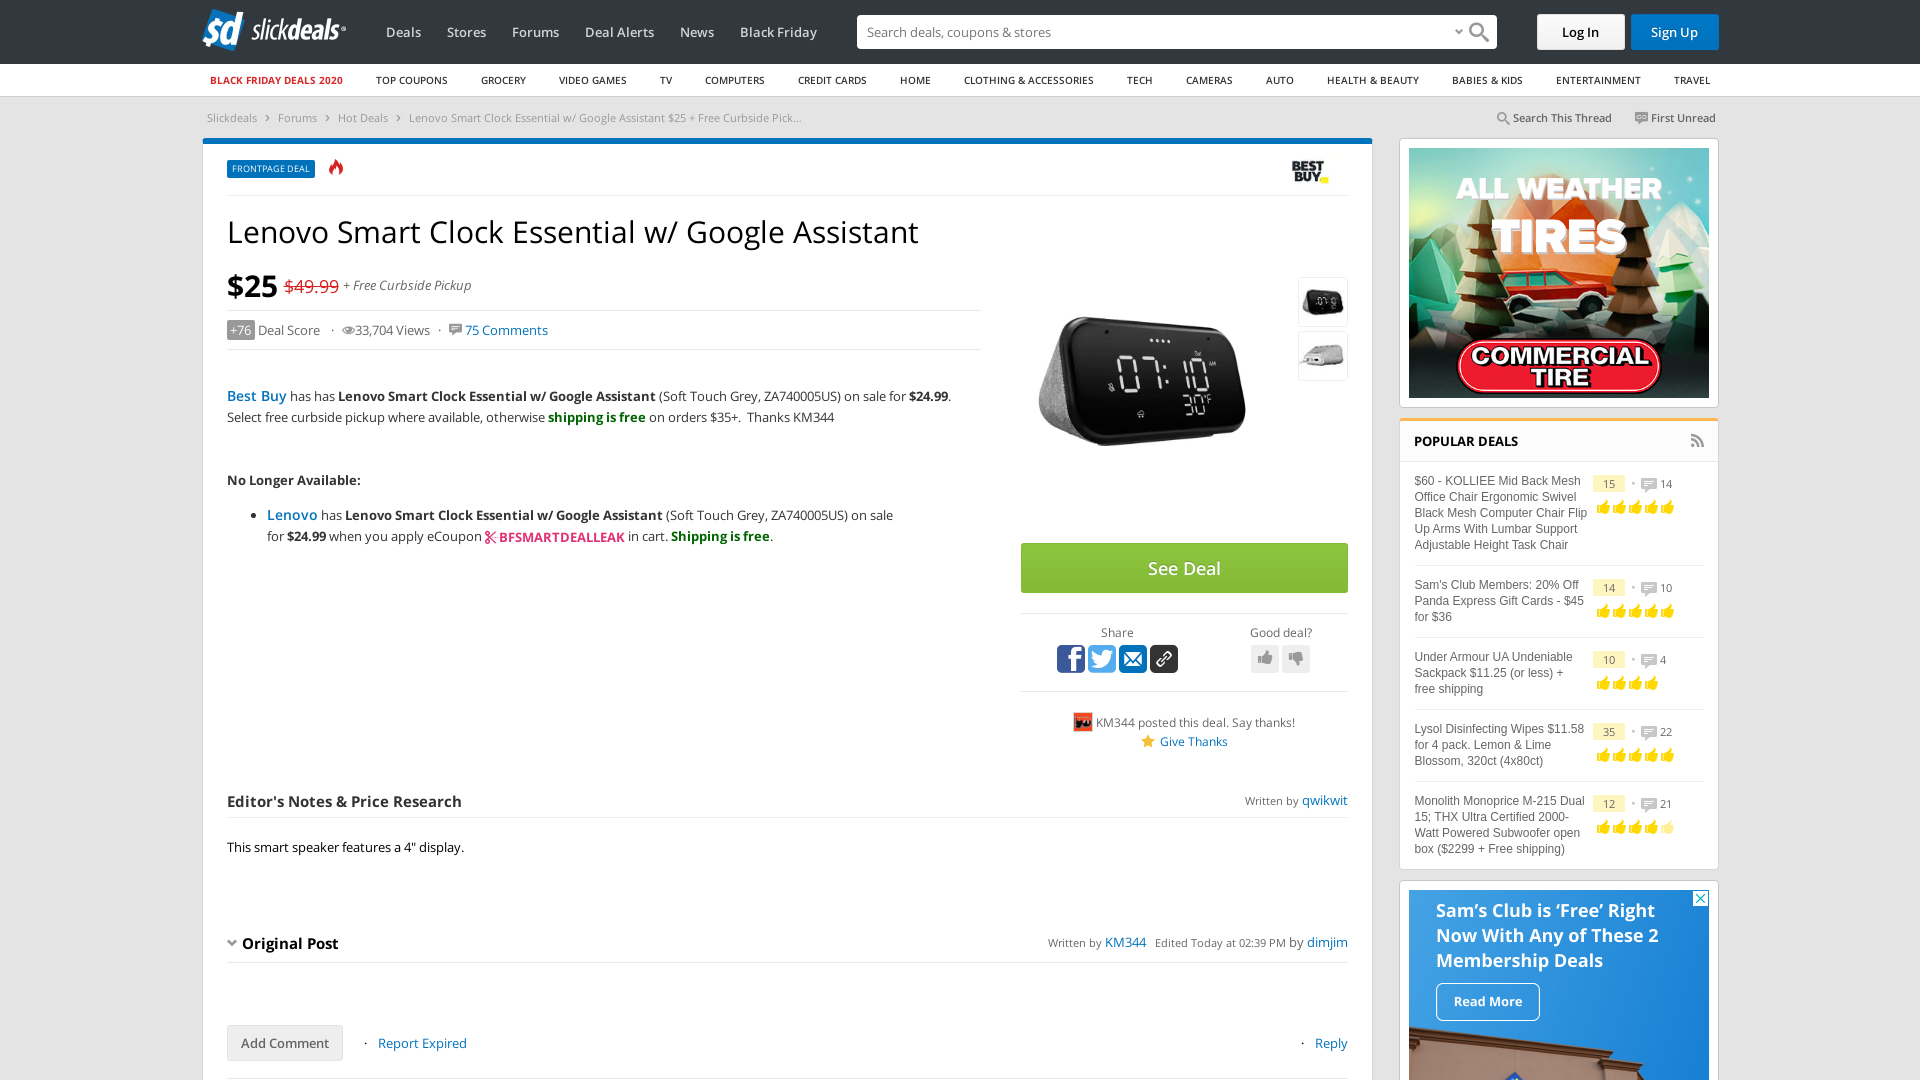 slickdeals
Deals Stores Forums Deal Alerts News Black Friday
Search deals, coupons & stores
Log In Sign Up
BLACK FRIDAY DEALS 2020 TOP COUPONS GROCERY VIDEO GAMES TV COMPUTERS CREDIT CARDS HOME CLOTHING & ACCESSORIES TECH CAMERAS AUTO HEALTH & BEAUTY BABIES & KIDS ENTERTAINMENT TRAVEL
Slickdeals › Forums › Hot Deals › Lenovo Smart Clock Essential w/ Google Assistant $25 + Free Curbside Pick...
Search This Thread First Unread
FRONTPAGE DEAL
BEST BUY
Lenovo Smart Clock Essential w/ Google Assistant
$25 $49.99 + Free Curbside Pickup
+76 Deal Score · 33,704 Views · 75 Comments
Best Buy has has Lenovo Smart Clock Essential w/ Google Assistant (Soft Touch Grey, ZA740005US) on sale for $24.99.
Select free curbside pickup where available, otherwise shipping is free on orders $35+. Thanks KM344
No Longer Available:
• Lenovo has Lenovo Smart Clock Essential w/ Google Assistant (Soft Touch Grey, ZA740005US) on sale
for $24.99 when you apply eCoupon BFSMARTDEALLEAK in cart. Shipping is free.
07:10
AM
30°F
See Deal
Share
Good deal?
KM344 posted this deal. Say thanks!
Give Thanks
Editor's Notes & Price Research
Written by qwikwit
This smart speaker features a 4" display.
Original Post
Written by KM344 Edited Today at 02:39 PM by dimjim
Add Comment · Report Expired
· Reply
ALL WEATHER
TIRES
COMMERCIAL
TIRE
POPULAR DEALS
$60 - KOLLIEE Mid Back Mesh
Office Chair Ergonomic Swivel
Black Mesh Computer Chair Flip
Up Arms With Lumbar Support
Adjustable Height Task Chair
15 • 14
Sam's Club Members: 20% Off
Panda Express Gift Cards - $45
for $36
14 • 10
Under Armour UA Undeniable
Sackpack $11.25 (or less) +
free shipping
10 • 4
Lysol Disinfecting Wipes $11.58
for 4 pack. Lemon & Lime
Blossom, 320ct (4x80ct)
35 • 22
Monolith Monoprice M-215 Dual
15; THX Ultra Certified 2000-
Watt Powered Subwoofer open
box ($2299 + Free shipping)
12 • 21
Sam's Club is 'Free' Right
Now With Any of These 2
Membership Deals
Read More